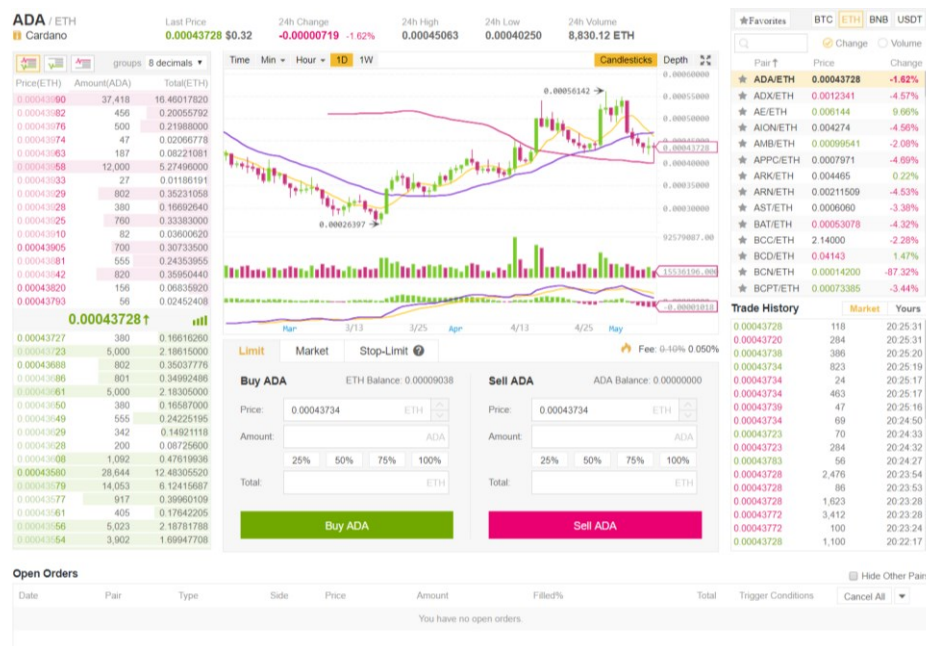 ADA / ETH
Cardano
Last Price
0.00043728 $0.32
24h Change
-0.00000719 -1.62%
24h High
0.00045063
24h Low
0.00040250
24h Volume
8,830.12 ETH
groups 8 decimals
Price(ETH) Amount(ADA) Total(ETH)
0.00043990 37,418 16.46017820
0.00043982 456 0.20055792
0.00043976 500 0.21988000
0.00043974 47 0.02066778
0.00043963 187 0.08221081
0.00043958 12,000 5.27496000
0.00043933 27 0.01186191
0.00043929 802 0.35231058
0.00043928 380 0.16692640
0.00043925 760 0.33383000
0.00043910 82 0.03600620
0.00043905 700 0.30733500
0.00043881 555 0.24353955
0.00043842 820 0.35950440
0.00043820 156 0.06835920
0.00043793 56 0.02452408
0.00043728↑
0.00043727 380 0.16616260
0.00043723 5,000 2.18615000
0.00043688 802 0.35037776
0.00043686 801 0.34992486
0.00043661 5,000 2.18305000
0.00043650 380 0.16587000
0.00043649 555 0.24225195
0.00043629 342 0.14921118
0.00043628 200 0.08725600
0.00043608 1,092 0.47619936
0.00043580 28,644 12.48305520
0.00043579 14,053 6.12415687
0.00043577 917 0.39960109
0.00043561 405 0.17642205
0.00043556 5,023 2.18781788
0.00043554 3,902 1.69947708
Time Min Hour 1D 1W
Candlesticks Depth
0.00060000
0.00056142
0.00055000
0.00050000
0.00043728
0.00040000
0.00035000
0.00030000
0.00026397
92579087.00
15536196.000
-0.00001018
Mar 3/13 3/25 Apr 4/13 4/25 May
Limit Market Stop-Limit ?
Fee: 0.10% 0.050%
Buy ADA ETH Balance: 0.00009038
Price: 0.00043734 ETH
Amount: ADA
25% 50% 75% 100%
Total: ETH
Buy ADA
Sell ADA ADA Balance: 0.00000000
Price: 0.00043734 ETH
Amount: ADA
25% 50% 75% 100%
Total: ETH
Sell ADA
Favorites BTC ETH BNB USDT
Change Volume
Pair↑ Price Change
ADA/ETH 0.00043728 -1.62%
ADX/ETH 0.0012341 -4.57%
AE/ETH 0.006144 9.66%
AION/ETH 0.004274 -4.56%
AMB/ETH 0.00099541 -2.08%
APPC/ETH 0.0007971 -4.69%
ARK/ETH 0.004465 0.22%
ARN/ETH 0.00211509 -4.53%
AST/ETH 0.0006060 -3.38%
BAT/ETH 0.00053078 -4.32%
BCC/ETH 2.14000 -2.28%
BCD/ETH 0.04143 1.47%
BCN/ETH 0.00014200 -87.32%
BCPT/ETH 0.00073385 -3.44%
Trade History Market Yours
0.00043728 118 20:25:31
0.00043720 284 20:25:31
0.00043738 386 20:25:20
0.00043734 823 20:25:19
0.00043734 24 20:25:17
0.00043734 463 20:25:17
0.00043739 47 20:25:16
0.00043734 69 20:24:50
0.00043723 70 20:24:33
0.00043723 284 20:24:32
0.00043783 56 20:24:27
0.00043728 2,476 20:23:54
0.00043728 86 20:23:53
0.00043728 1,623 20:23:28
0.00043772 3,412 20:23:28
0.00043772 100 20:23:24
0.00043728 1,100 20:22:17
Open Orders
Hide Other Pair
Date Pair Type Side Price Amount Filled% Total Trigger Conditions Cancel All
You have no open orders.